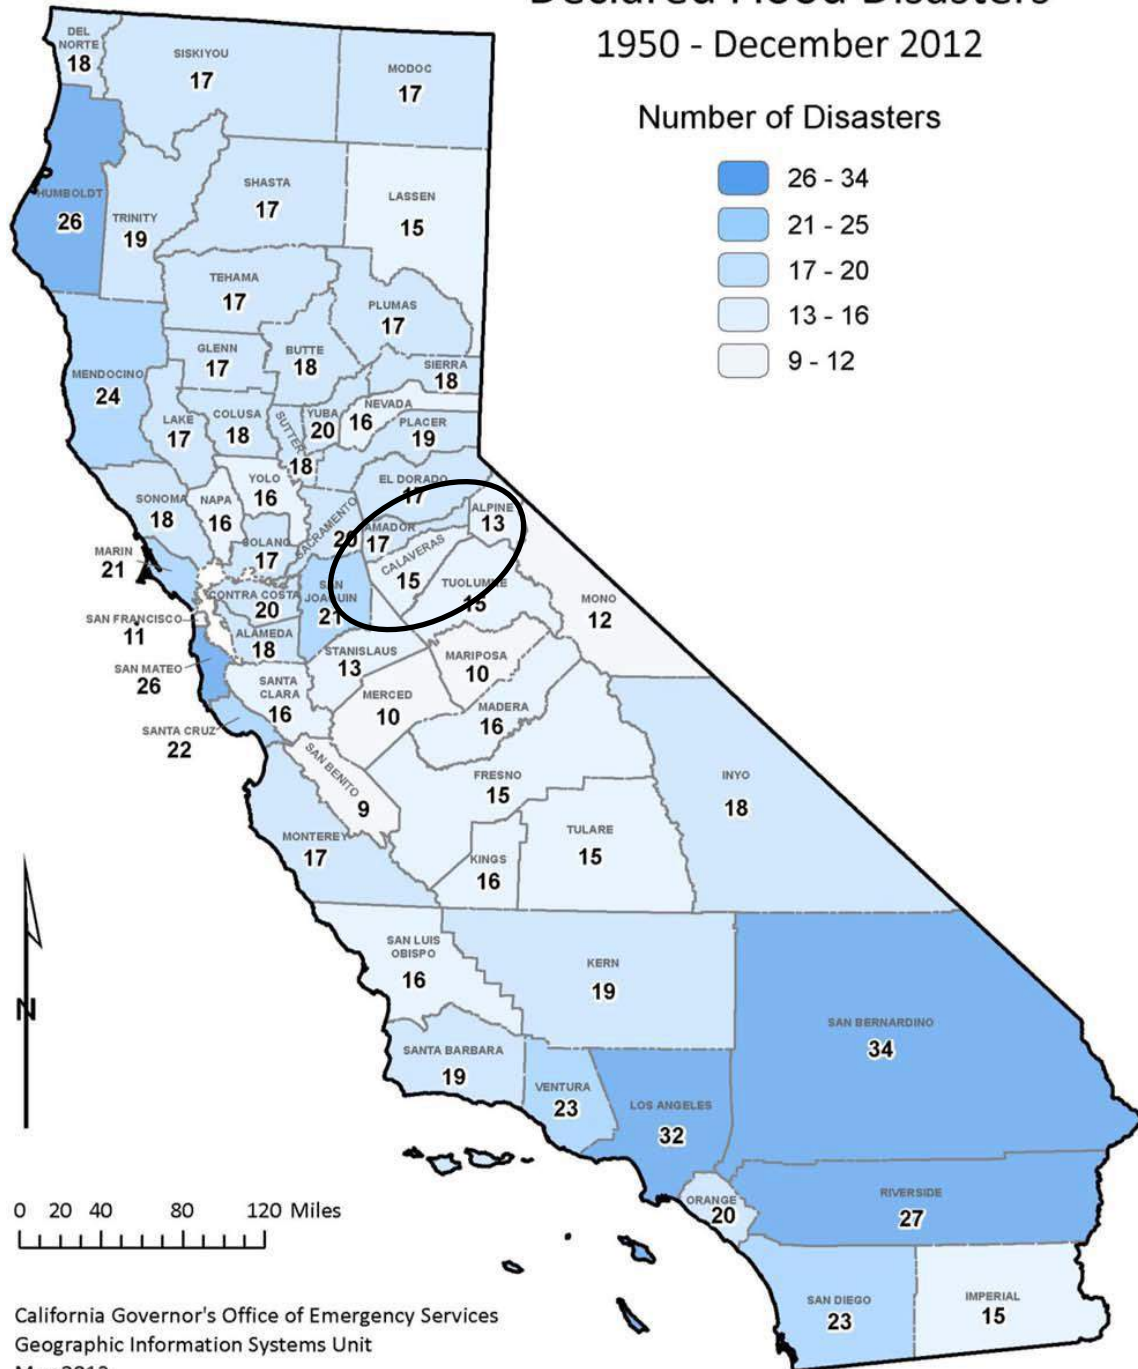 Declared Flood Disasters
1950 - December 2012
Number of Disasters
26 - 34
21 - 25
17 - 20
13 - 16
9 - 12
DEL
NORTE
18
SISKIYOU
17
MODOC
17
HUMBOLDT
26
TRINITY
19
SHASTA
17
LASSEN
15
TEHAMA
17
PLUMAS
17
MENDOCINO
24
GLENN
17
BUTTE
18
SIERRA
18
LAKE
17
COLUSA
18
SUTTER
18
YUBA
20
NEVADA
16
PLACER
19
SONOMA
18
NAPA
16
YOLO
16
EL DORADO
17
MARIN
21
SOLANO
17
SACRAMENTO
20
AMADOR
17
ALPINE
13
CALAVERAS
15
TUOLUMNE
15
SAN FRANCISCO
11
CONTRA COSTA
20
SAN
JOAQUIN
21
MONO
12
SAN MATEO
26
ALAMEDA
18
STANISLAUS
13
MARIPOSA
10
SANTA CRUZ
22
SANTA
CLARA
16
MERCED
10
MADERA
16
SAN BENITO
9
FRESNO
15
INYO
18
MONTEREY
17
KINGS
16
TULARE
15
SAN LUIS
OBISPO
16
KERN
19
SAN BERNARDINO
34
SANTA BARBARA
19
VENTURA
23
LOS ANGELES
32
ORANGE
20
RIVERSIDE
27
SAN DIEGO
23
IMPERIAL
15
N
0 20 40 80 120 Miles
California Governor's Office of Emergency Services
Geographic Information Systems Unit